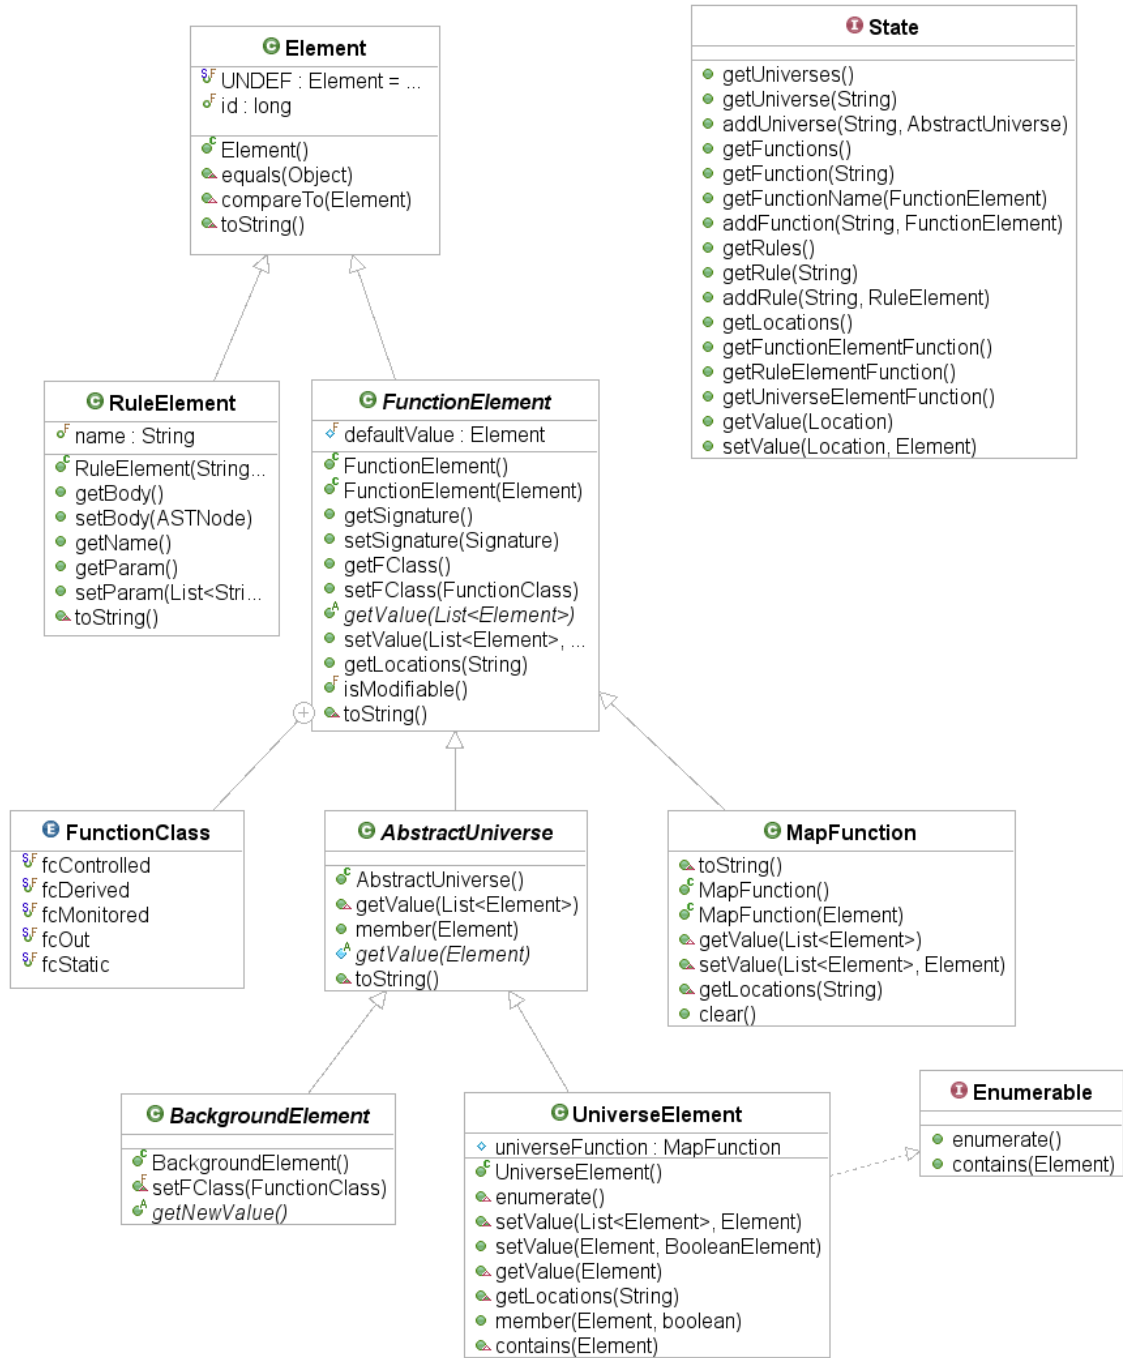 Element
UNDEF : Element = ...
id : long
Element()
equals(Object)
compareTo(Element)
toString()
State
getUniverses()
getUniverse(String)
addUniverse(String, AbstractUniverse)
getFunctions()
getFunction(String)
getFunctionName(FunctionElement)
addFunction(String, FunctionElement)
getRules()
getRule(String)
addRule(String, RuleElement)
getLocations()
getFunctionElementFunction()
getRuleElementFunction()
getUniverseElementFunction()
getValue(Location)
setValue(Location, Element)
RuleElement
name : String
RuleElement(String...
getBody()
setBody(ASTNode)
getName()
getParam()
setParam(List<Stri...
toString()
FunctionElement
defaultValue : Element
FunctionElement()
FunctionElement(Element)
getSignature()
setSignature(Signature)
getFClass()
setFClass(FunctionClass)
getValue(List<Element>)
setValue(List<Element>, ...
getLocations(String)
isModifiable()
toString()
FunctionClass
fcControlled
fcDerived
fcMonitored
fcOut
fcStatic
AbstractUniverse
AbstractUniverse()
getValue(List<Element>)
member(Element)
getValue(Element)
toString()
MapFunction
toString()
MapFunction()
MapFunction(Element)
getValue(List<Element>)
setValue(List<Element>, Element)
getLocations(String)
clear()
BackgroundElement
BackgroundElement()
setFClass(FunctionClass)
getNewValue()
UniverseElement
universeFunction : MapFunction
UniverseElement()
enumerate()
setValue(List<Element>, Element)
setValue(Element, BooleanElement)
getValue(Element)
getLocations(String)
member(Element, boolean)
contains(Element)
Enumerable
enumerate()
contains(Element)